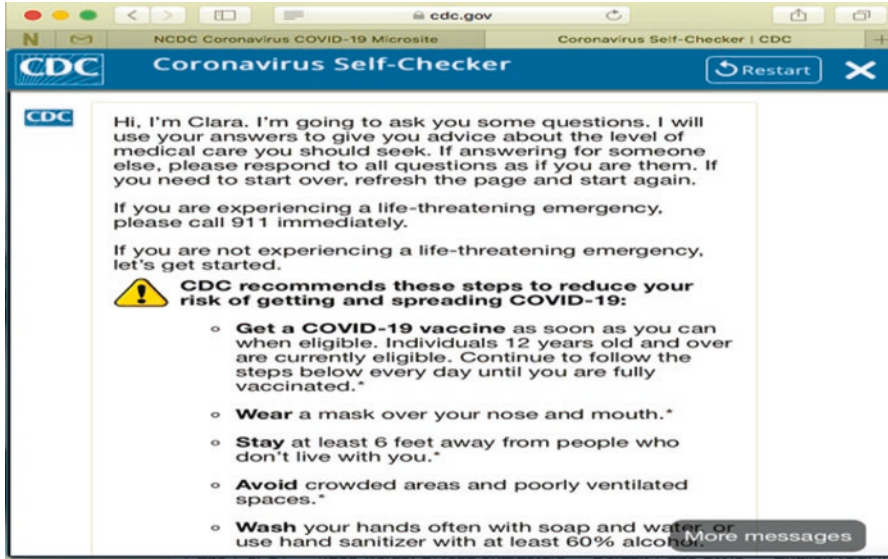 cdc.gov
N NCDC Coronavirus COVID-19 Microsite Coronavirus Self-Checker | CDC +
CDC Coronavirus Self-Checker Restart
CDC
Hi, I'm Clara. I'm going to ask you some questions. I will
use your answers to give you advice about the level of
medical care you should seek. If answering for someone
else, please respond to all questions as if you are them. If
you need to start over, refresh the page and start again.
If you are experiencing a life-threatening emergency,
please call 911 immediately.
If you are not experiencing a life-threatening emergency,
let's get started.
CDC recommends these steps to reduce your
risk of getting and spreading COVID-19:
Get a COVID-19 vaccine as soon as you can
when eligible. Individuals 12 years old and over
are currently eligible. Continue to follow the
steps below every day until you are fully
vaccinated.*
Wear a mask over your nose and mouth.*
Stay at least 6 feet away from people who
don't live with you.*
Avoid crowded areas and poorly ventilated
spaces.*
Wash your hands often with soap and water, or
use hand sanitizer with at least 60% alcohol.
More messages